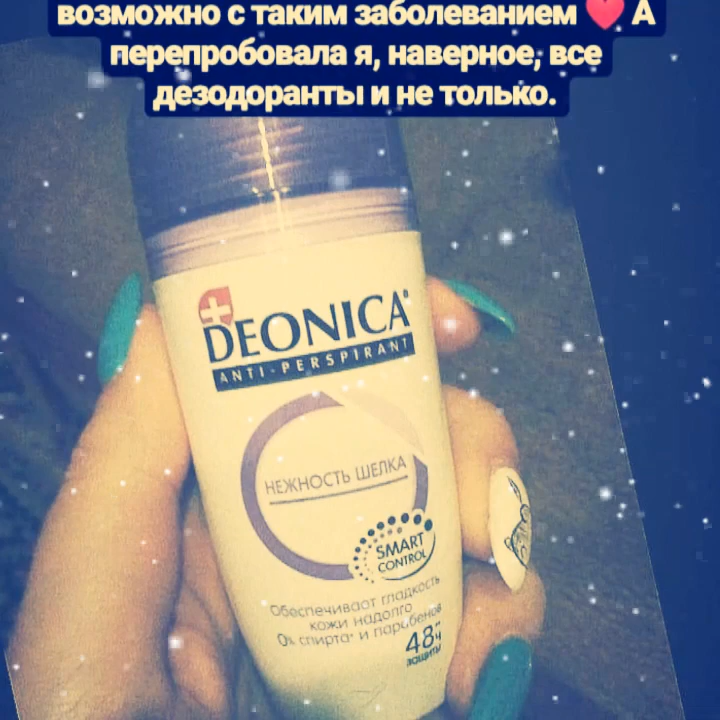 возможно с таким заболеванием ❤️ А
перепробовала я, наверное, все
дезодоранты и не только.
DEONICA
ANTI-PERSPIRANT
НЕЖНОСТЬ ШЕЛКА
SMART
CONTROL
Обеспечивает гладкость
кожи надолго
0% спирта* и парабенов
48ч
защиты